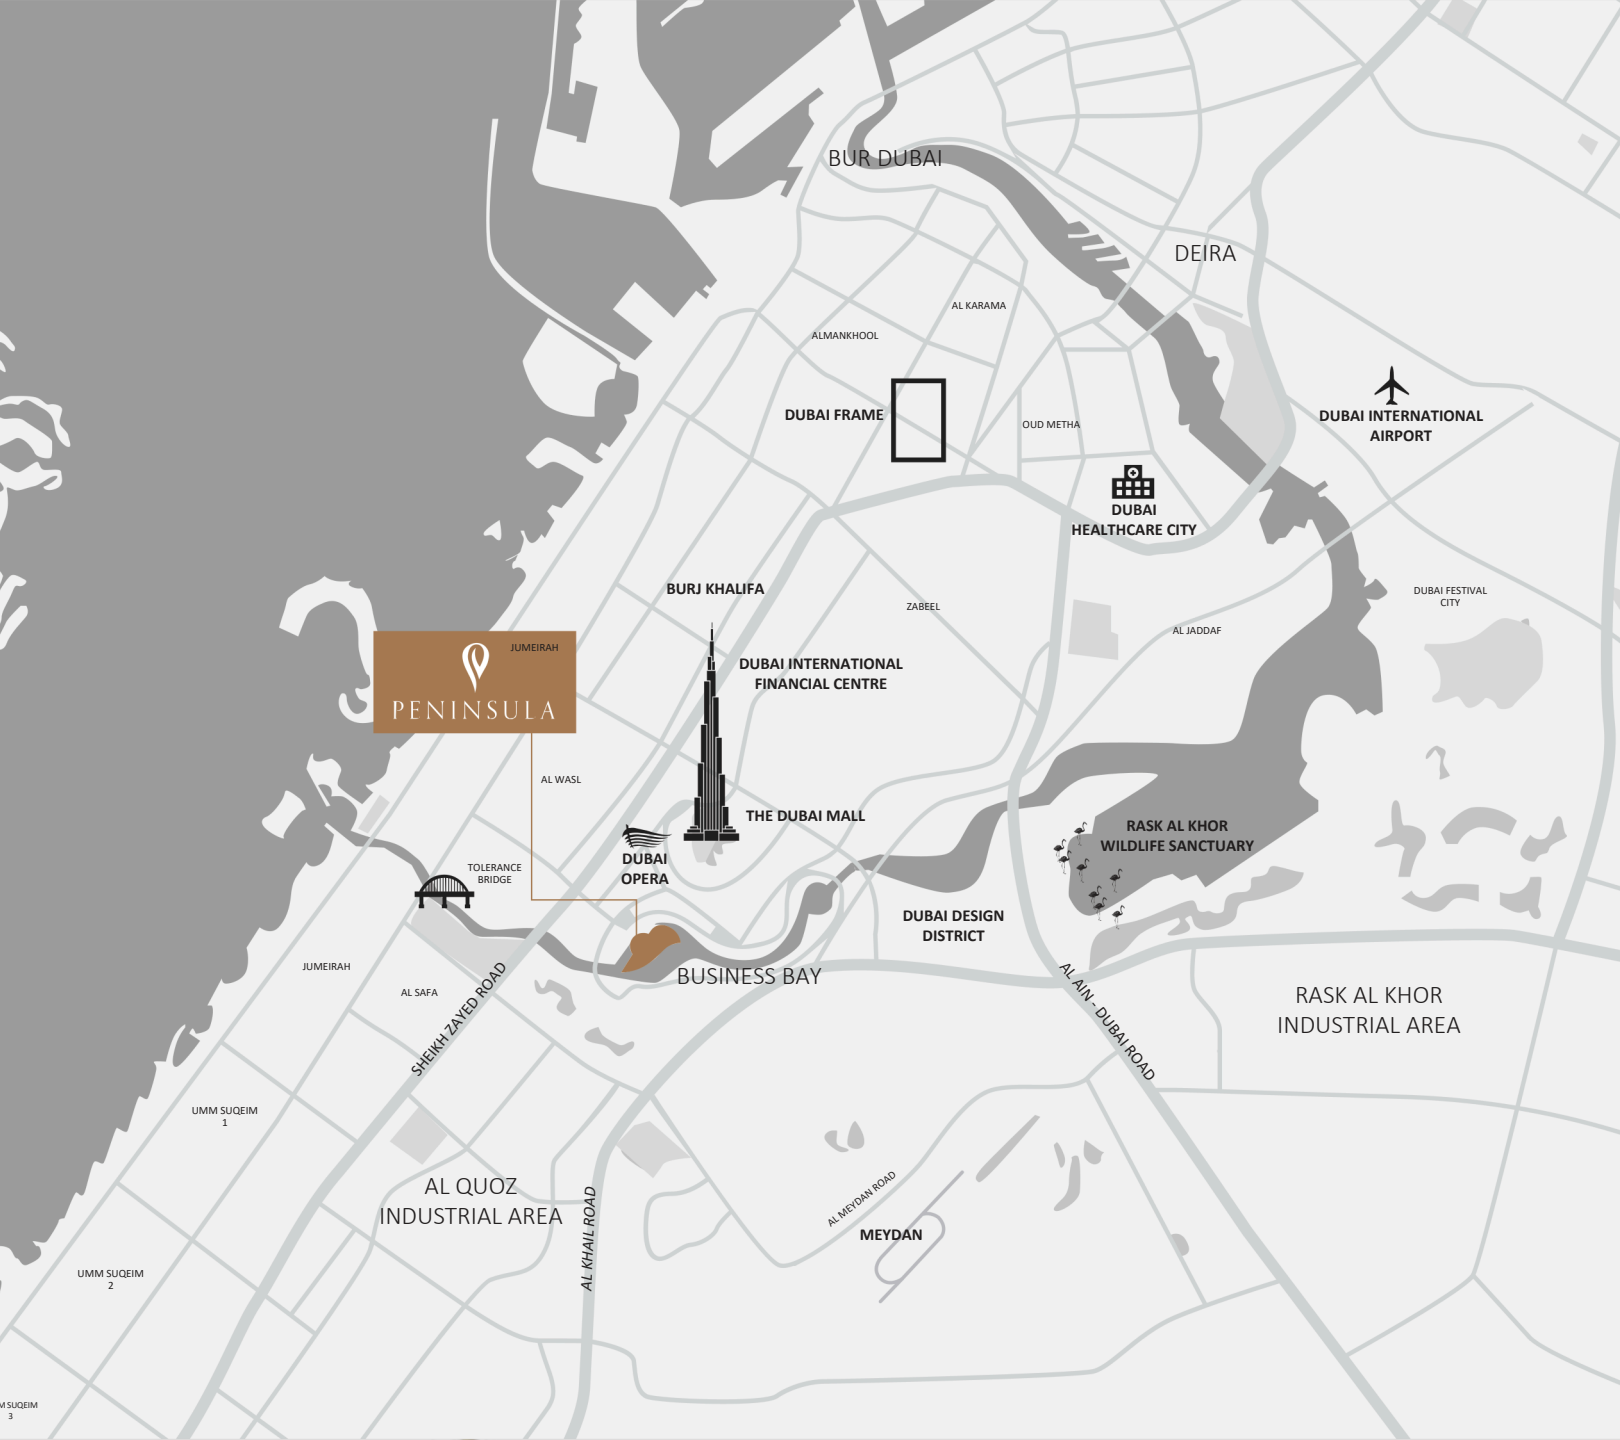 BUR DUBAI
DEIRA
AL KARAMA
ALMANKHOOL
DUBAI FRAME
OUD METHA
DUBAI INTERNATIONAL
AIRPORT
DUBAI
HEALTHCARE CITY
BURJ KHALIFA
ZABEEL
DUBAI FESTIVAL
CITY
AL JADDAF
JUMEIRAH
PENINSULA
DUBAI INTERNATIONAL
FINANCIAL CENTRE
AL WASL
THE DUBAI MALL
RASK AL KHOR
WILDLIFE SANCTUARY
DUBAI
OPERA
TOLERANCE
BRIDGE
DUBAI DESIGN
DISTRICT
JUMEIRAH
AL SAFA
SHEIKH ZAYED ROAD
BUSINESS BAY
AL AIN - DUBAI ROAD
RASK AL KHOR
INDUSTRIAL AREA
UMM SUQEIM
1
AL QUOZ
INDUSTRIAL AREA
AL KHAIL ROAD
AL MEYDAN ROAD
MEYDAN
UMM SUQEIM
2
M SUQEIM
3